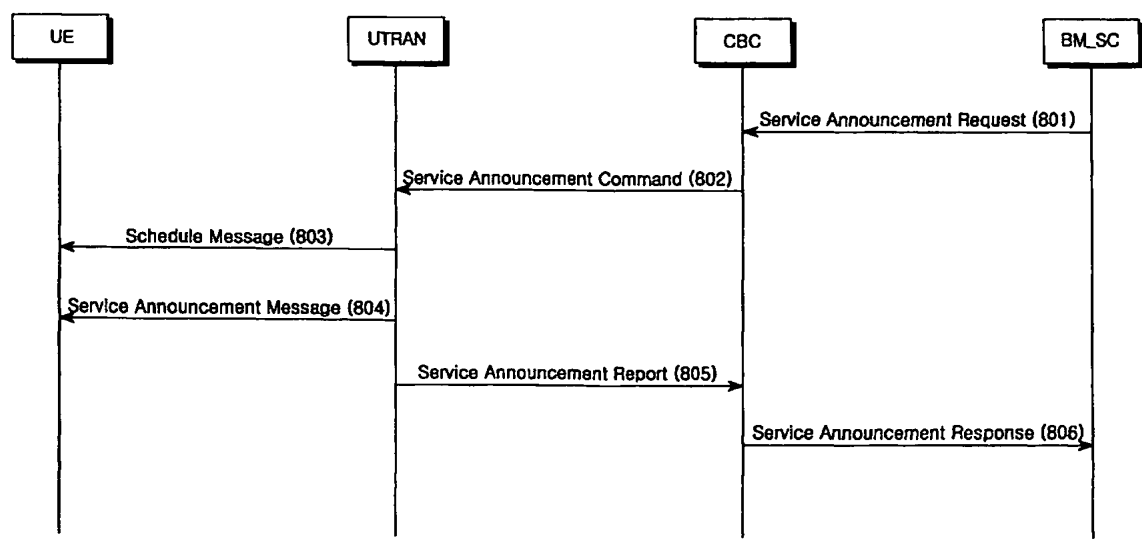 UE
UTRAN
CBC
BM_SC
Service Announcement Request (801)
Service Announcement Command (802)
Schedule Message (803)
Service Announcement Message (804)
Service Announcement Report (805)
Service Announcement Response (806)